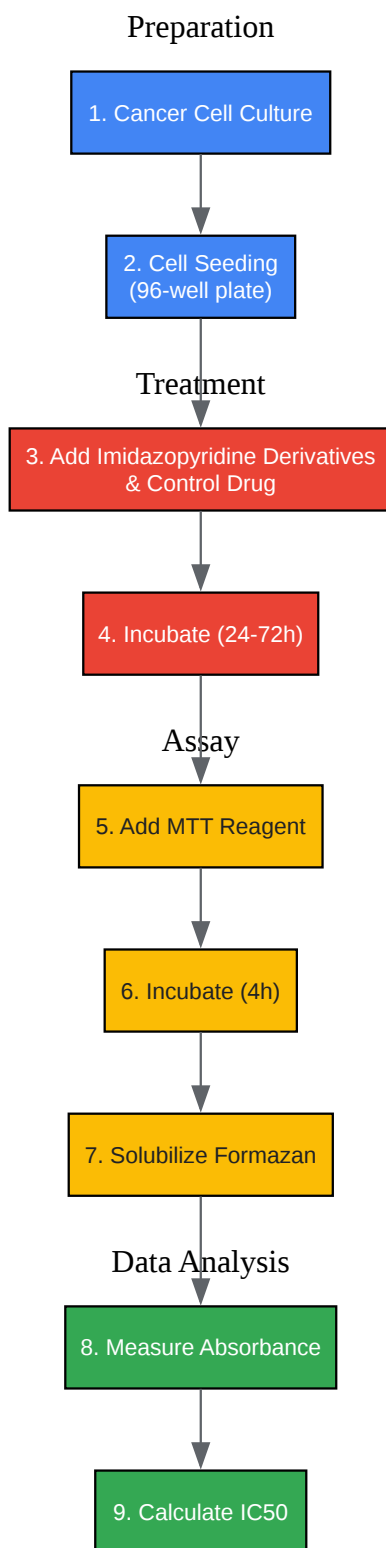 Preparation
1. Cancer Cell Culture
2. Cell Seeding
(96-well plate)
Treatment
3. Add Imidazopyridine Derivatives
& Control Drug
4. Incubate (24-72h)
Assay
5. Add MTT Reagent
6. Incubate (4h)
7. Solubilize Formazan
Data Analysis
8. Measure Absorbance
9. Calculate IC50